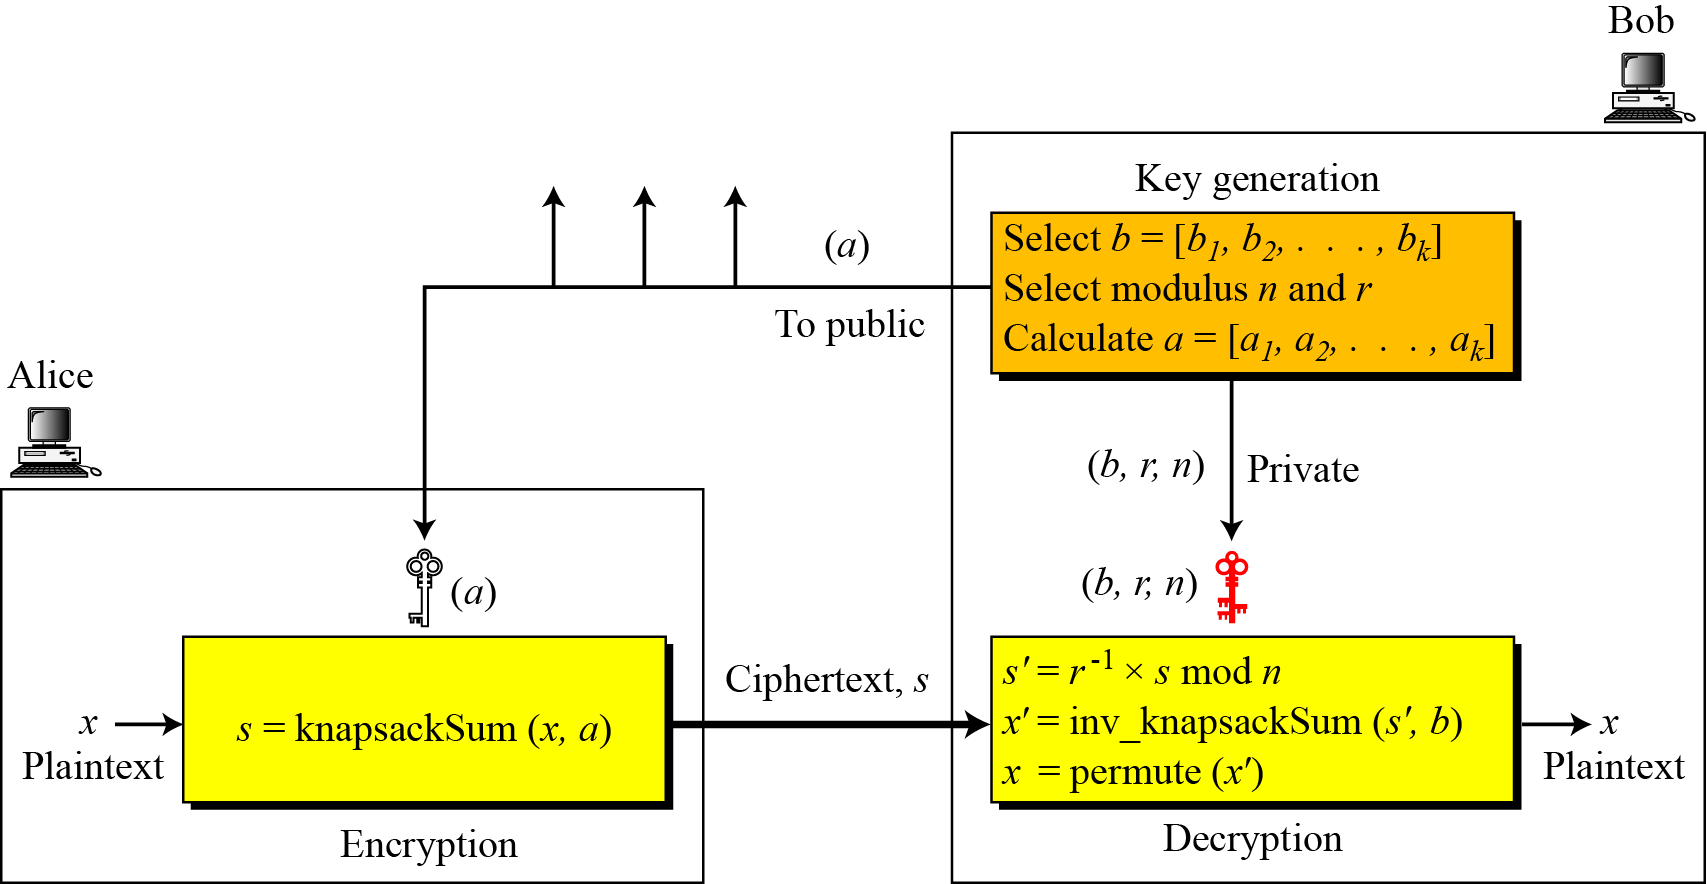 Bob
Key generation
Select b = [b₁, b₂, . . . , bₖ]
Select modulus n and r
Calculate a = [a₁, a₂, . . . , aₖ]
(a)
To public
Alice
(b, r, n) Private
(a)
(b, r, n)
x
Plaintext
s = knapsackSum (x, a)
Encryption
Ciphertext, s
s′ = r⁻¹ × s mod n
x′ = inv_knapsackSum (s′, b)
x = permute (x′)
Decryption
x
Plaintext